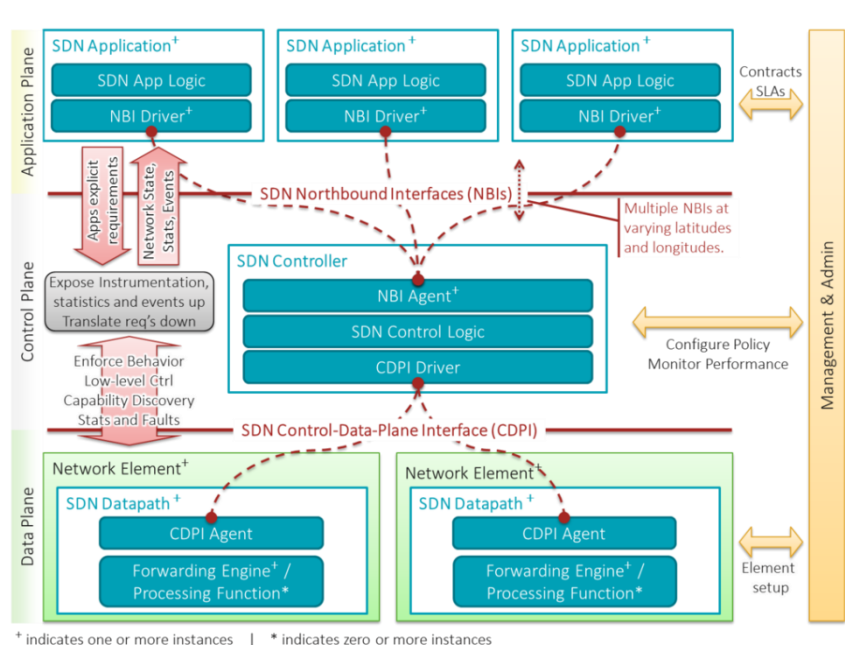 Application Plane
SDN Application+
SDN App Logic
NBI Driver+
SDN Application+
SDN App Logic
NBI Driver+
SDN Application+
SDN App Logic
NBI Driver+
Contracts
SLAs
Apps explicit
requirements
Network State,
Stats, Events
SDN Northbound Interfaces (NBIs)
Multiple NBIs at
varying latitudes
and longitudes.
Control Plane
Expose Instrumentation,
statistics and events up
Translate req's down
SDN Controller
NBI Agent+
SDN Control Logic
CDPI Driver
Configure Policy
Monitor Performance
Management & Admin
Enforce Behavior
Low-level Ctrl
Capability Discovery
Stats and Faults
SDN Control-Data-Plane Interface (CDPI)
Data Plane
Network Element+
SDN Datapath+
CDPI Agent
Forwarding Engine+ /
Processing Function*
Network Element+
SDN Datapath+
CDPI Agent
Forwarding Engine+ /
Processing Function*
Element
setup
+ indicates one or more instances | * indicates zero or more instances